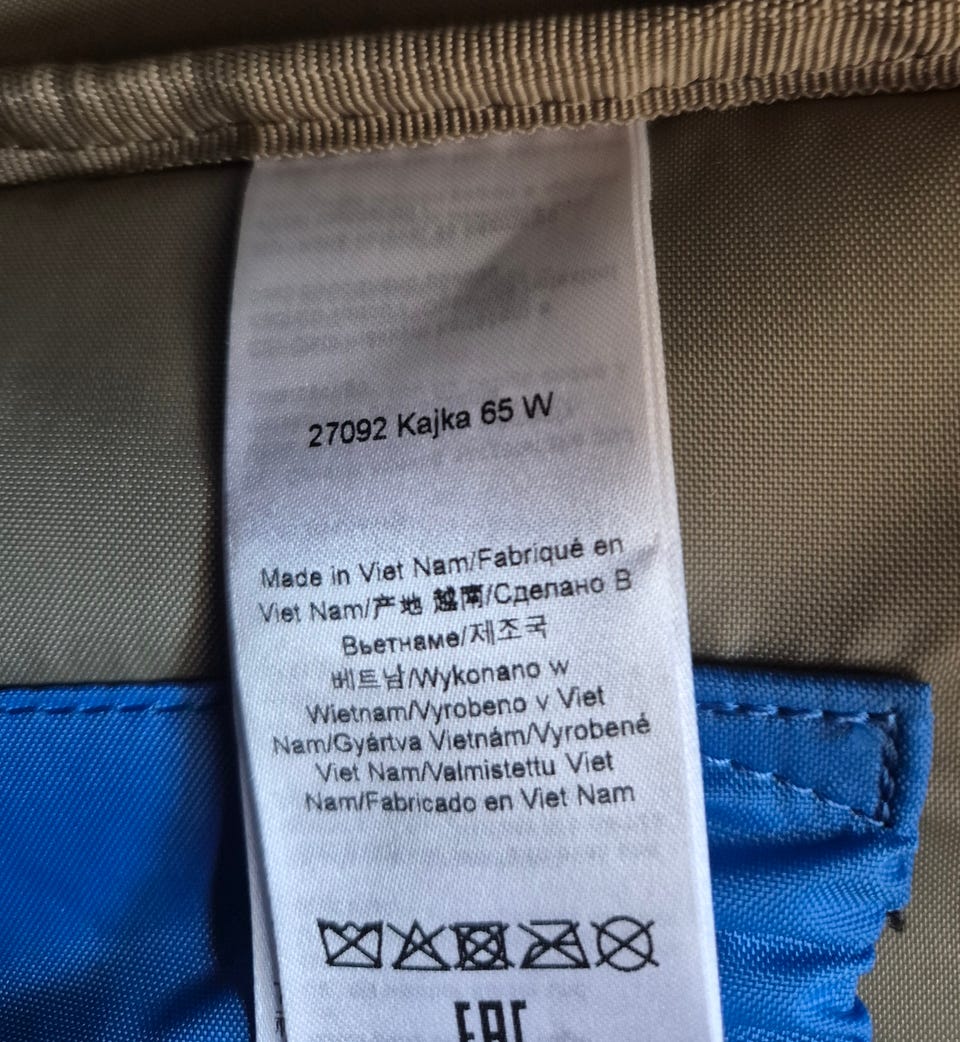 27092 Kajka 65 W
Made in Viet Nam/Fabriqué en
Viet Nam/产地 越南/Сделано В
Вьетнаме/제조국
베트남/Wykonano w
Wietnam/Vyrobeno v Viet
Nam/Gyártva Vietnám/Vyrobené
Viet Nam/Valmistettu Viet
Nam/Fabricado en Viet Nam
EAC